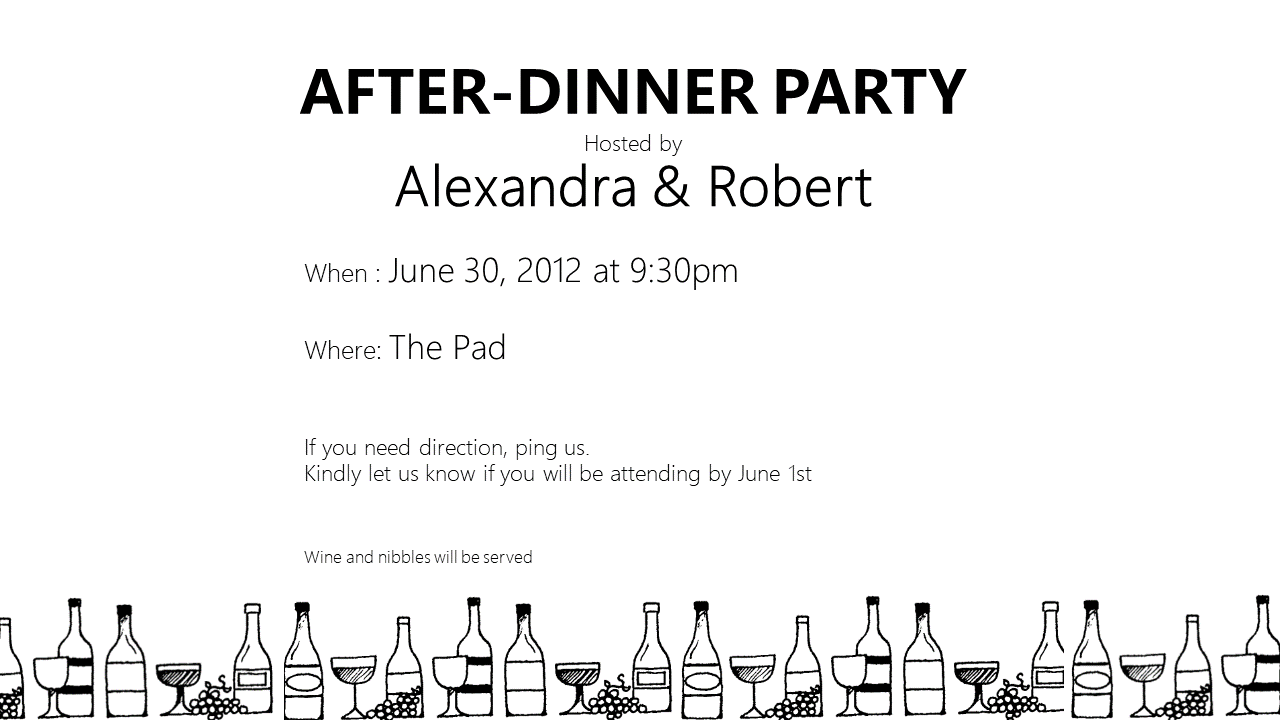 AFTER-DINNER PARTY
Hosted by
Alexandra & Robert
When : June 30, 2012 at 9:30pm
Where: The Pad
If you need direction, ping us.
Kindly let us know if you will be attending by June 1st
Wine and nibbles will be served